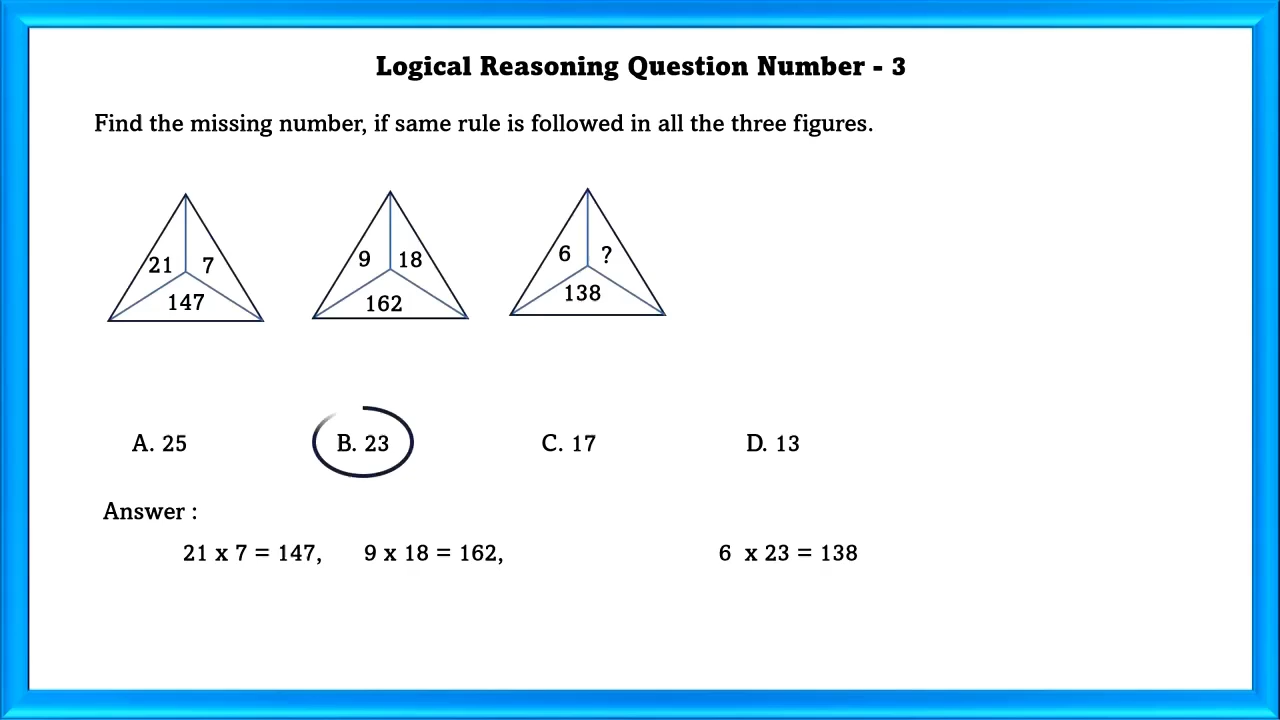 Logical Reasoning Question Number - 3
Find the missing number, if same rule is followed in all the three figures.
21 7 9 18 6 ?
147 162 138
A. 25 B. 23 C. 17 D. 13
Answer :
21 x 7 = 147, 9 x 18 = 162, 6 x 23 = 138